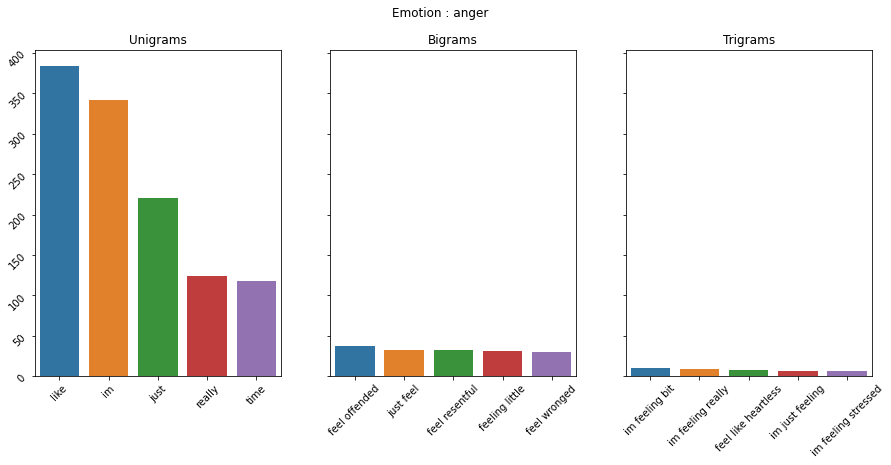 Emotion : anger
Unigrams
Bigrams
Trigrams
400
350
300
250
200
150
100
50
0
like
im
just
really
time
feel offended
just feel
feel resentful
feeling little
feel wronged
im feeling bit
im feeling really
feel like heartless
im just feeling
im feeling stressed